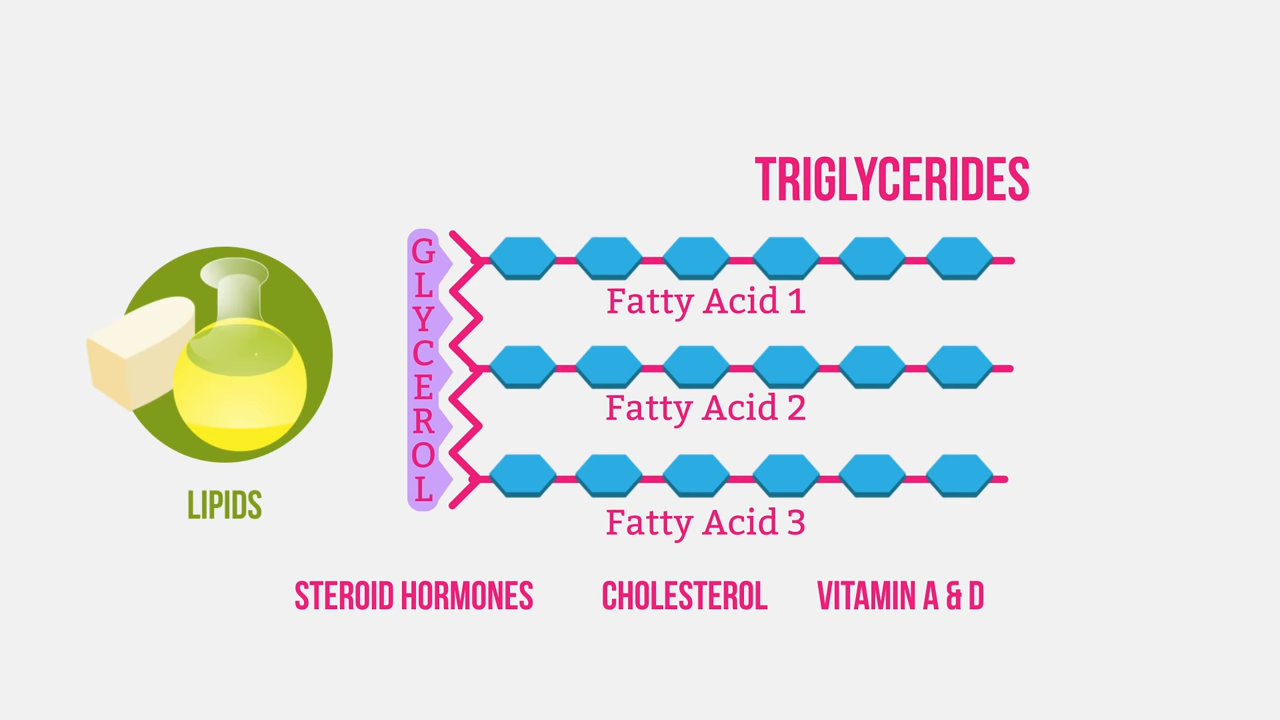 TRIGLYCERIDES
GLYCEROL
Fatty Acid 1
Fatty Acid 2
Fatty Acid 3
LIPIDS
STEROID HORMONES
CHOLESTEROL
VITAMIN A & D